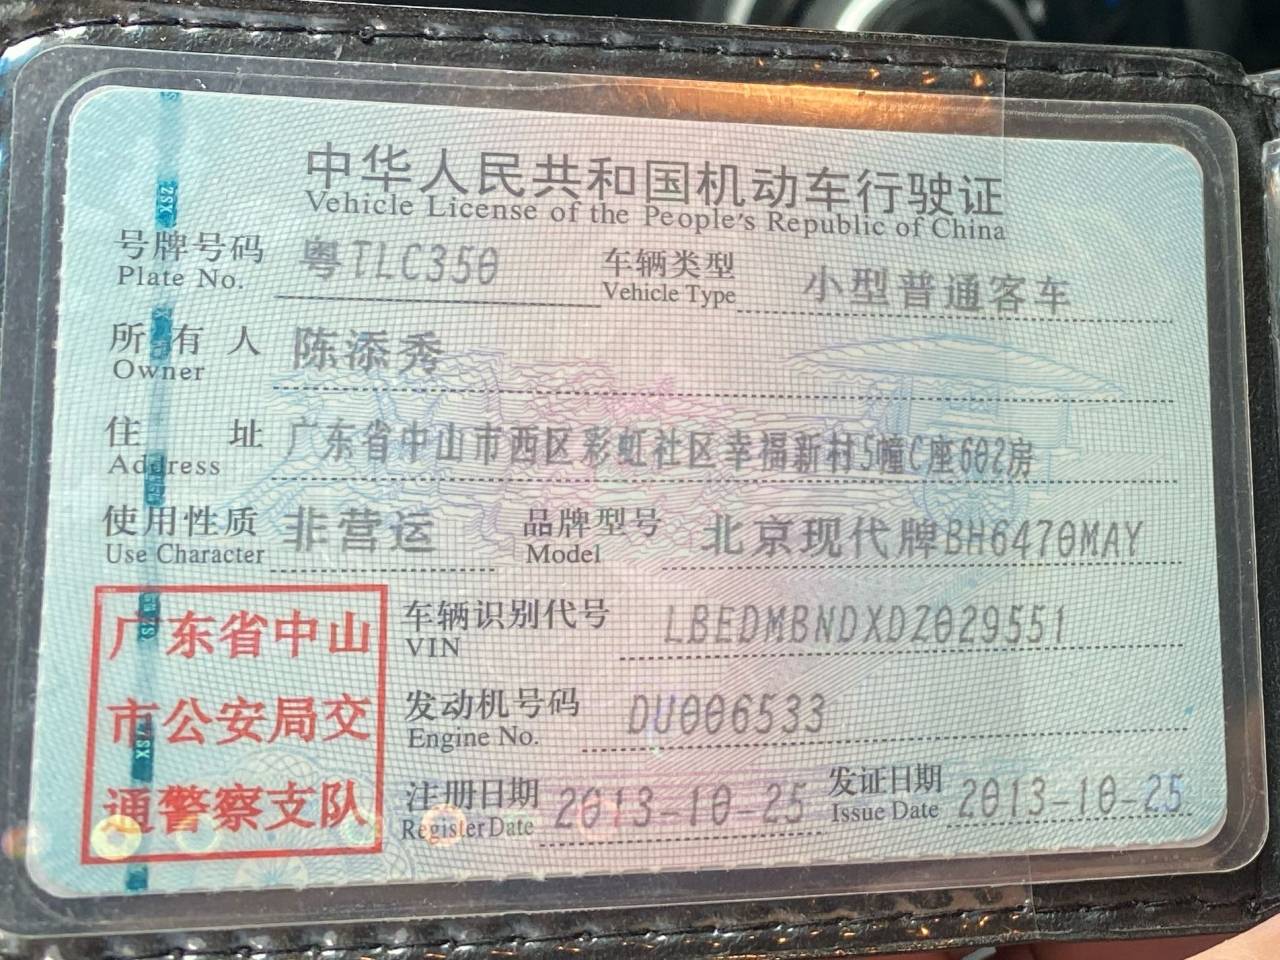 中华人民共和国机动车行驶证
Vehicle License of the People's Republic of China
号牌号码 粤TLC350 车辆类型 小型普通客车
Plate No. Vehicle Type
所有人 陈添秀
Owner
住址 广东省中山市西区彩虹社区幸福新村5幢C座602房
Address
使用性质 非营运 品牌型号 北京现代牌BH6470MAY
Use Character Model
广东省中山市公安局交通警察支队
车辆识别代号 LBEDMBNDXDZ029551
VIN
发动机号码 DU006533
Engine No.
注册日期 2013-10-25 发证日期 2013-10-25
Register Date Issue Date